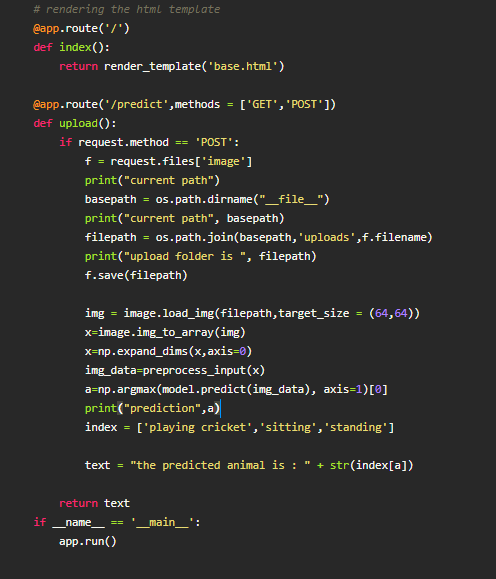 # rendering the html template
@app.route('/')
def index():
    return render_template('base.html')
@app.route('/predict',methods = ['GET','POST'])
def upload():
    if request.method == 'POST':
        f = request.files['image']
        print("current path")
        basepath = os.path.dirname("__file__")
        print("current path", basepath)
        filepath = os.path.join(basepath,'uploads',f.filename)
        print("upload folder is ", filepath)
        f.save(filepath)
        img = image.load_img(filepath,target_size = (64,64))
        x=image.img_to_array(img)
        x=np.expand_dims(x,axis=0)
        img_data=preprocess_input(x)
        a=np.argmax(model.predict(img_data), axis=1)[0]
        print("prediction",a)
        index = ['playing cricket','sitting','standing']
        text = "the predicted animal is : " + str(index[a])
    return text
if __name__ == '__main__':
    app.run()